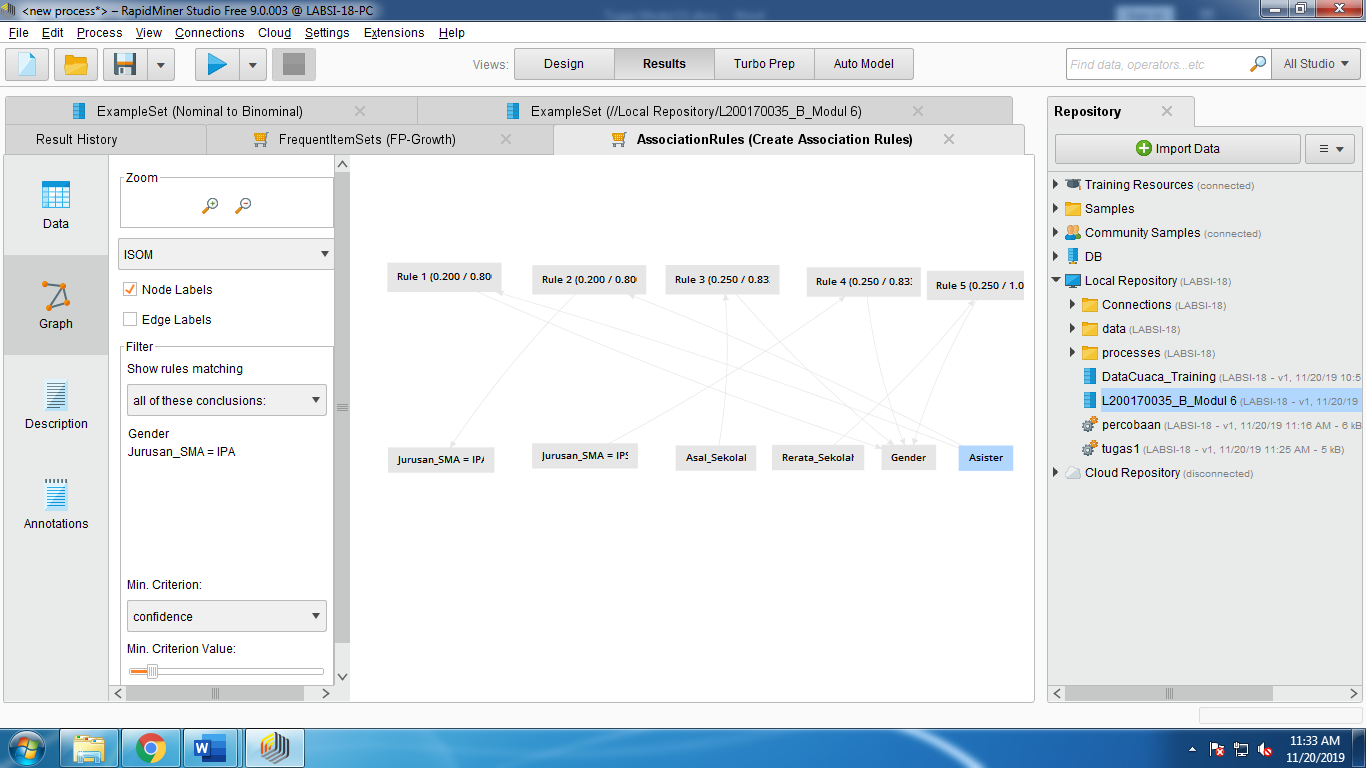 <new process*> – RapidMiner Studio Free 9.0.003 @ LABSI-18-PC
File Edit Process View Connections Cloud Settings Extensions Help
Views: Design Results Turbo Prep Auto Model
Find data, operators...etc
All Studio
ExampleSet (Nominal to Binominal)
ExampleSet (//Local Repository/L200170035_B_Modul 6)
Result History
FrequentItemSets (FP-Growth)
AssociationRules (Create Association Rules)
Data
Graph
Description
Annotations
Zoom
ISOM
Node Labels
Edge Labels
Filter
Show rules matching
all of these conclusions:
Gender
Jurusan_SMA = IPA
Min. Criterion:
confidence
Min. Criterion Value:
Rule 1 (0.200 / 0.80
Rule 2 (0.200 / 0.80
Rule 3 (0.250 / 0.83
Rule 4 (0.250 / 0.83
Rule 5 (0.250 / 1.0
Jurusan_SMA = IPA
Jurusan_SMA = IPS
Asal_Sekolal
Rerata_Sekolal
Gender
Asister
Repository
Import Data
Training Resources (connected)
Samples
Community Samples (connected)
DB
Local Repository (LABSI-18)
Connections (LABSI-18)
data (LABSI-18)
processes (LABSI-18)
DataCuaca_Training (LABSI-18 - v1, 11/20/19 10:5
L200170035_B_Modul 6 (LABSI-18 - v1, 11/20/19
percobaan (LABSI-18 - v1, 11/20/19 11:16 AM - 6 kB
tugas1 (LABSI-18 - v1, 11/20/19 11:25 AM - 5 kB)
Cloud Repository (disconnected)
11:33 AM
11/20/2019